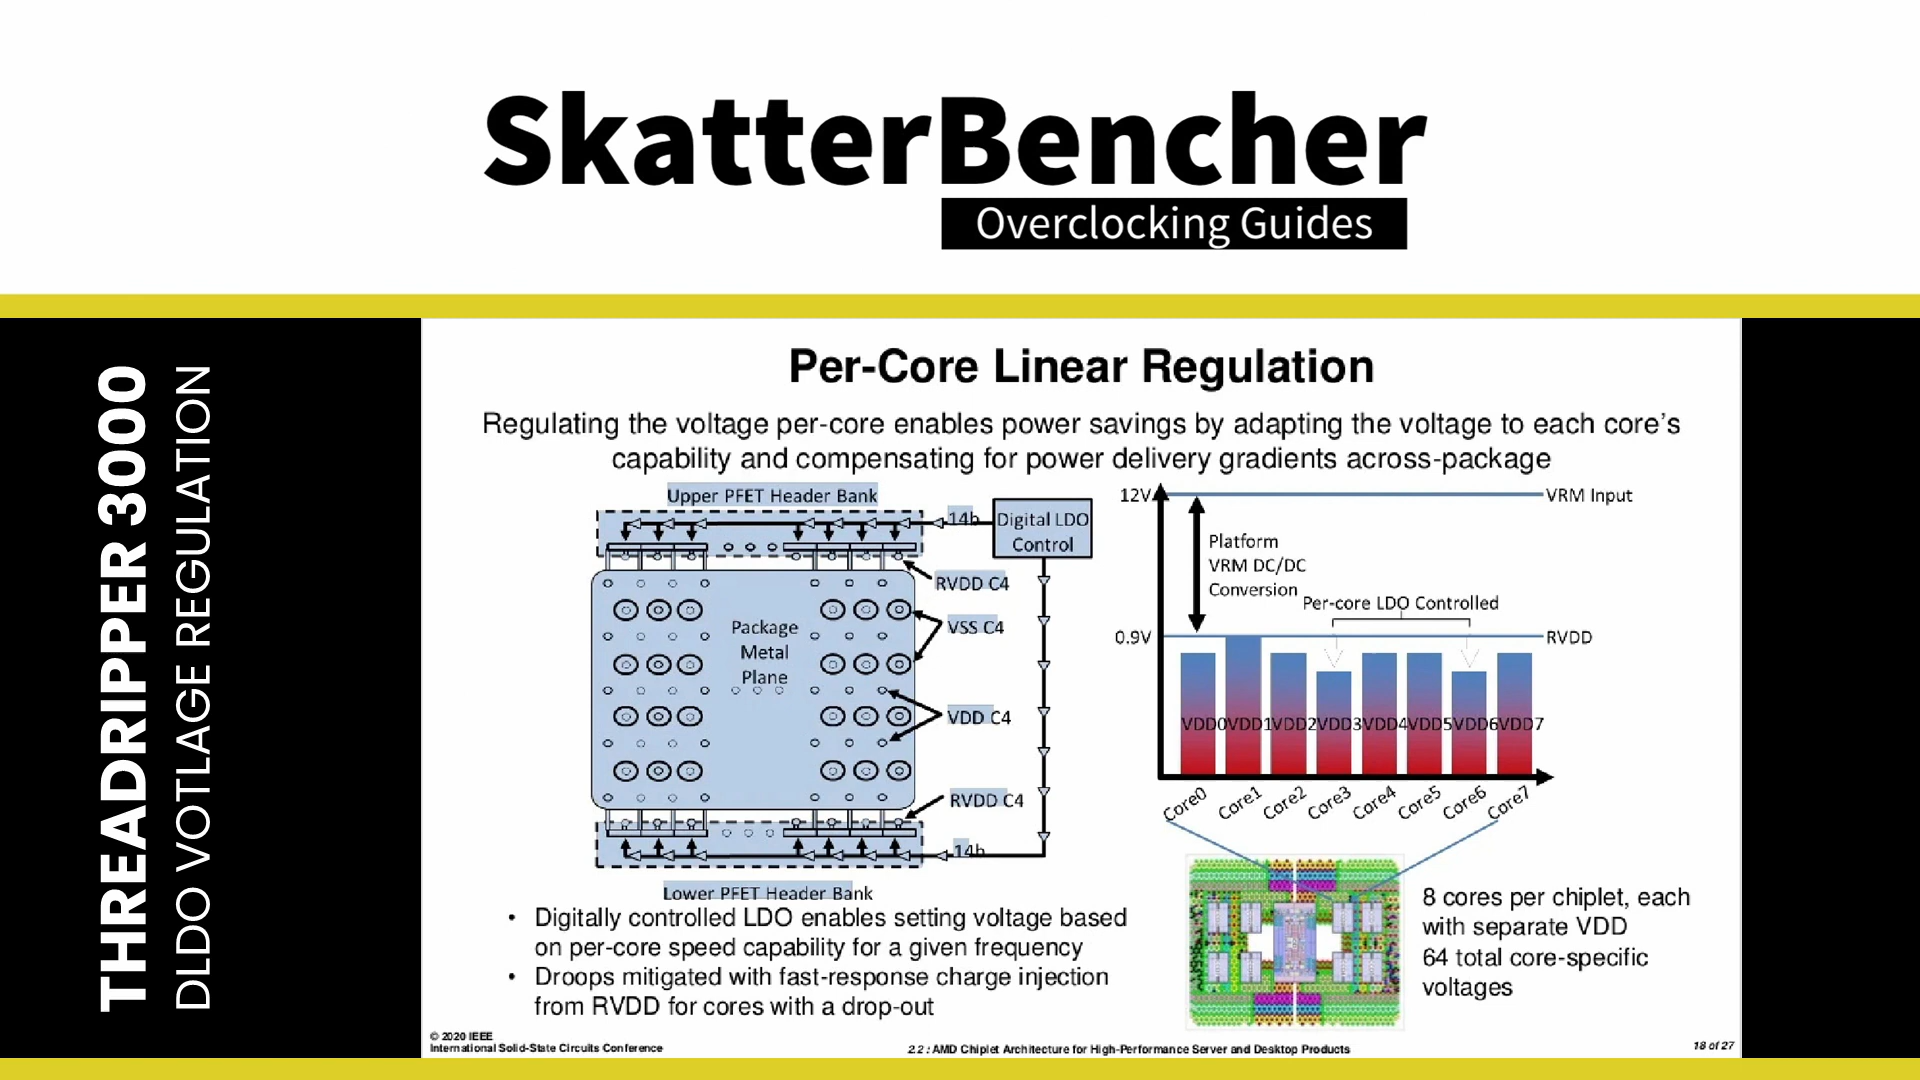 SkatterBencher
Overclocking Guides
THREADRIPPER 3000
DLDO VOTLAGE REGULATION
Per-Core Linear Regulation
Regulating the voltage per-core enables power savings by adapting the voltage to each core's
capability and compensating for power delivery gradients across-package
Upper PFET Header Bank
14b
Digital LDO
Control
RVDD C4
VSS C4
Package
Metal
Plane
VDD C4
RVDD C4
14b
Lower PFET Header Bank
12V
VRM Input
Platform
VRM DC/DC
Conversion
Per-core LDO Controlled
0.9V
RVDD
VDD0 VDD1 VDD2 VDD3 VDD4 VDD5 VDD6 VDD7
Core0 Core1 Core2 Core3 Core4 Core5 Core6 Core7
• Digitally controlled LDO enables setting voltage based
on per-core speed capability for a given frequency
• Droops mitigated with fast-response charge injection
from RVDD for cores with a drop-out
8 cores per chiplet, each
with separate VDD
64 total core-specific
voltages
© 2020 IEEE
International Solid-State Circuits Conference
2.2 : AMD Chiplet Architecture for High-Performance Server and Desktop Products
18 of 27